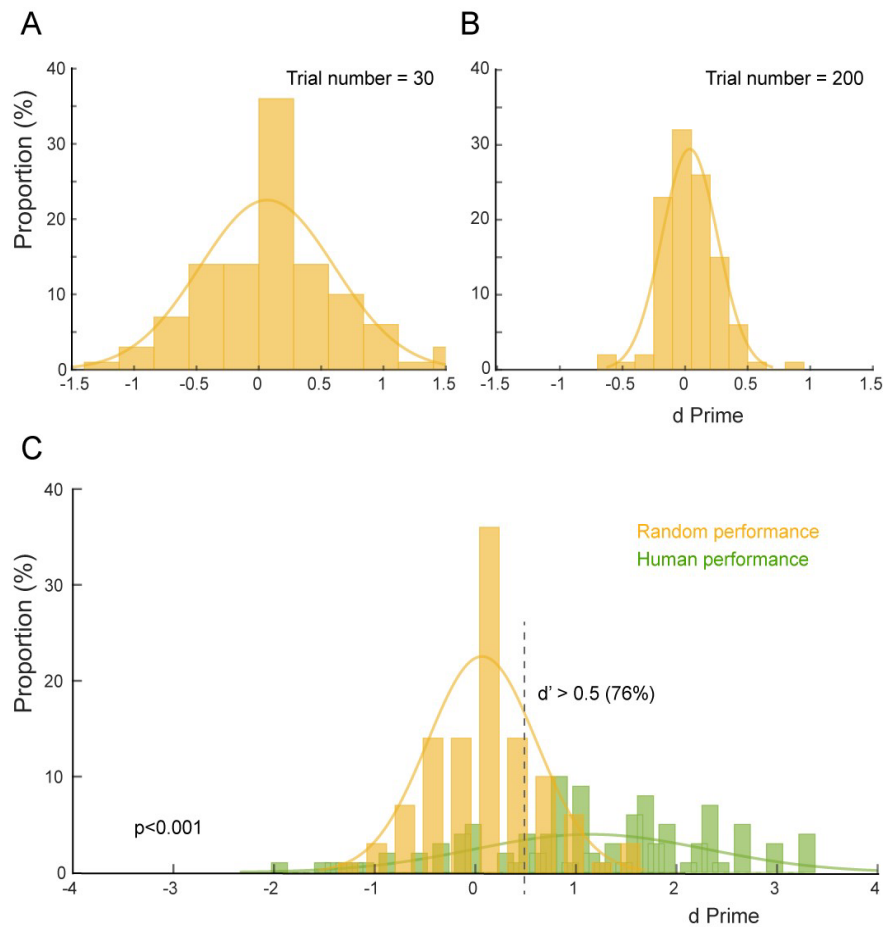 A
B
Trial number = 30
Trial number = 200
Proportion (%)
40
30
20
10
0
-1.5
-1
-0.5
0
0.5
1
1.5
40
30
20
10
0
-1.5
-1
-0.5
0
0.5
1
1.5
d Prime
C
Proportion (%)
40
30
20
10
0
Random performance
Human performance
d' > 0.5 (76%)
p<0.001
-4
-3
-2
-1
0
1
2
3
4
d Prime